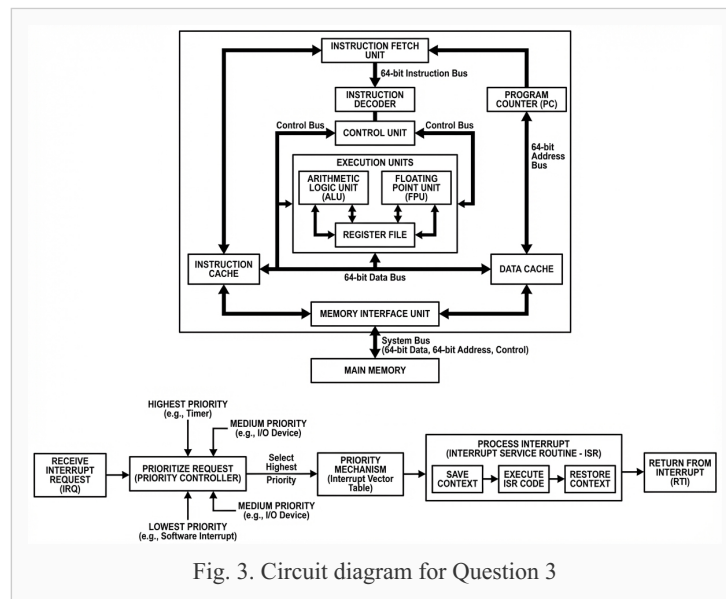 INSTRUCTION FETCH
UNIT
64-bit Instruction Bus
INSTRUCTION
DECODER
PROGRAM
COUNTER (PC)
Control Bus
CONTROL UNIT
Control Bus
64-bit
Address
Bus
EXECUTION UNITS
ARITHMETIC
LOGIC UNIT
(ALU)
FLOATING
POINT UNIT
(FPU)
REGISTER FILE
INSTRUCTION
CACHE
64-bit Data Bus
DATA CACHE
MEMORY INTERFACE UNIT
System Bus
(64-bit Data, 64-bit Address, Control)
MAIN MEMORY
HIGHEST PRIORITY
(e.g., Timer)
MEDIUM PRIORITY
(e.g., I/O Device)
RECEIVE
INTERRUPT
REQUEST
(IRQ)
PRIORITIZE REQUEST
(PRIORITY CONTROLLER)
Select
Highest
Priority
PRIORITY
MECHANISM
(Interrupt Vector
Table)
PROCESS INTERRUPT
(INTERRUPT SERVICE ROUTINE - ISR)
SAVE
CONTEXT
EXECUTE
ISR CODE
RESTORE
CONTEXT
RETURN FROM
INTERRUPT
(RTI)
MEDIUM PRIORITY
(e.g., I/O Device)
LOWEST PRIORITY
(e.g., Software Interrupt)
Fig. 3. Circuit diagram for Question 3